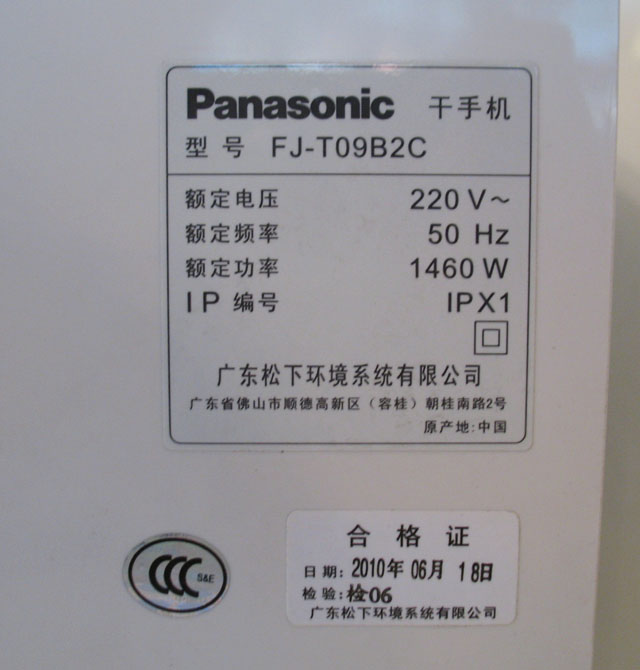 Panasonic 干手机
型号 FJ-T09B2C
额定电压 220 V～
额定频率 50 Hz
额定功率 1460 W
IP 编号 IPX1
广东松下环境系统有限公司
广东省佛山市顺德高新区（容桂）朝桂南路2号
原产地:中国
合格证
日期: 2010年 06月 18日
检验: 检06
广东松下环境系统有限公司
CCC S&E